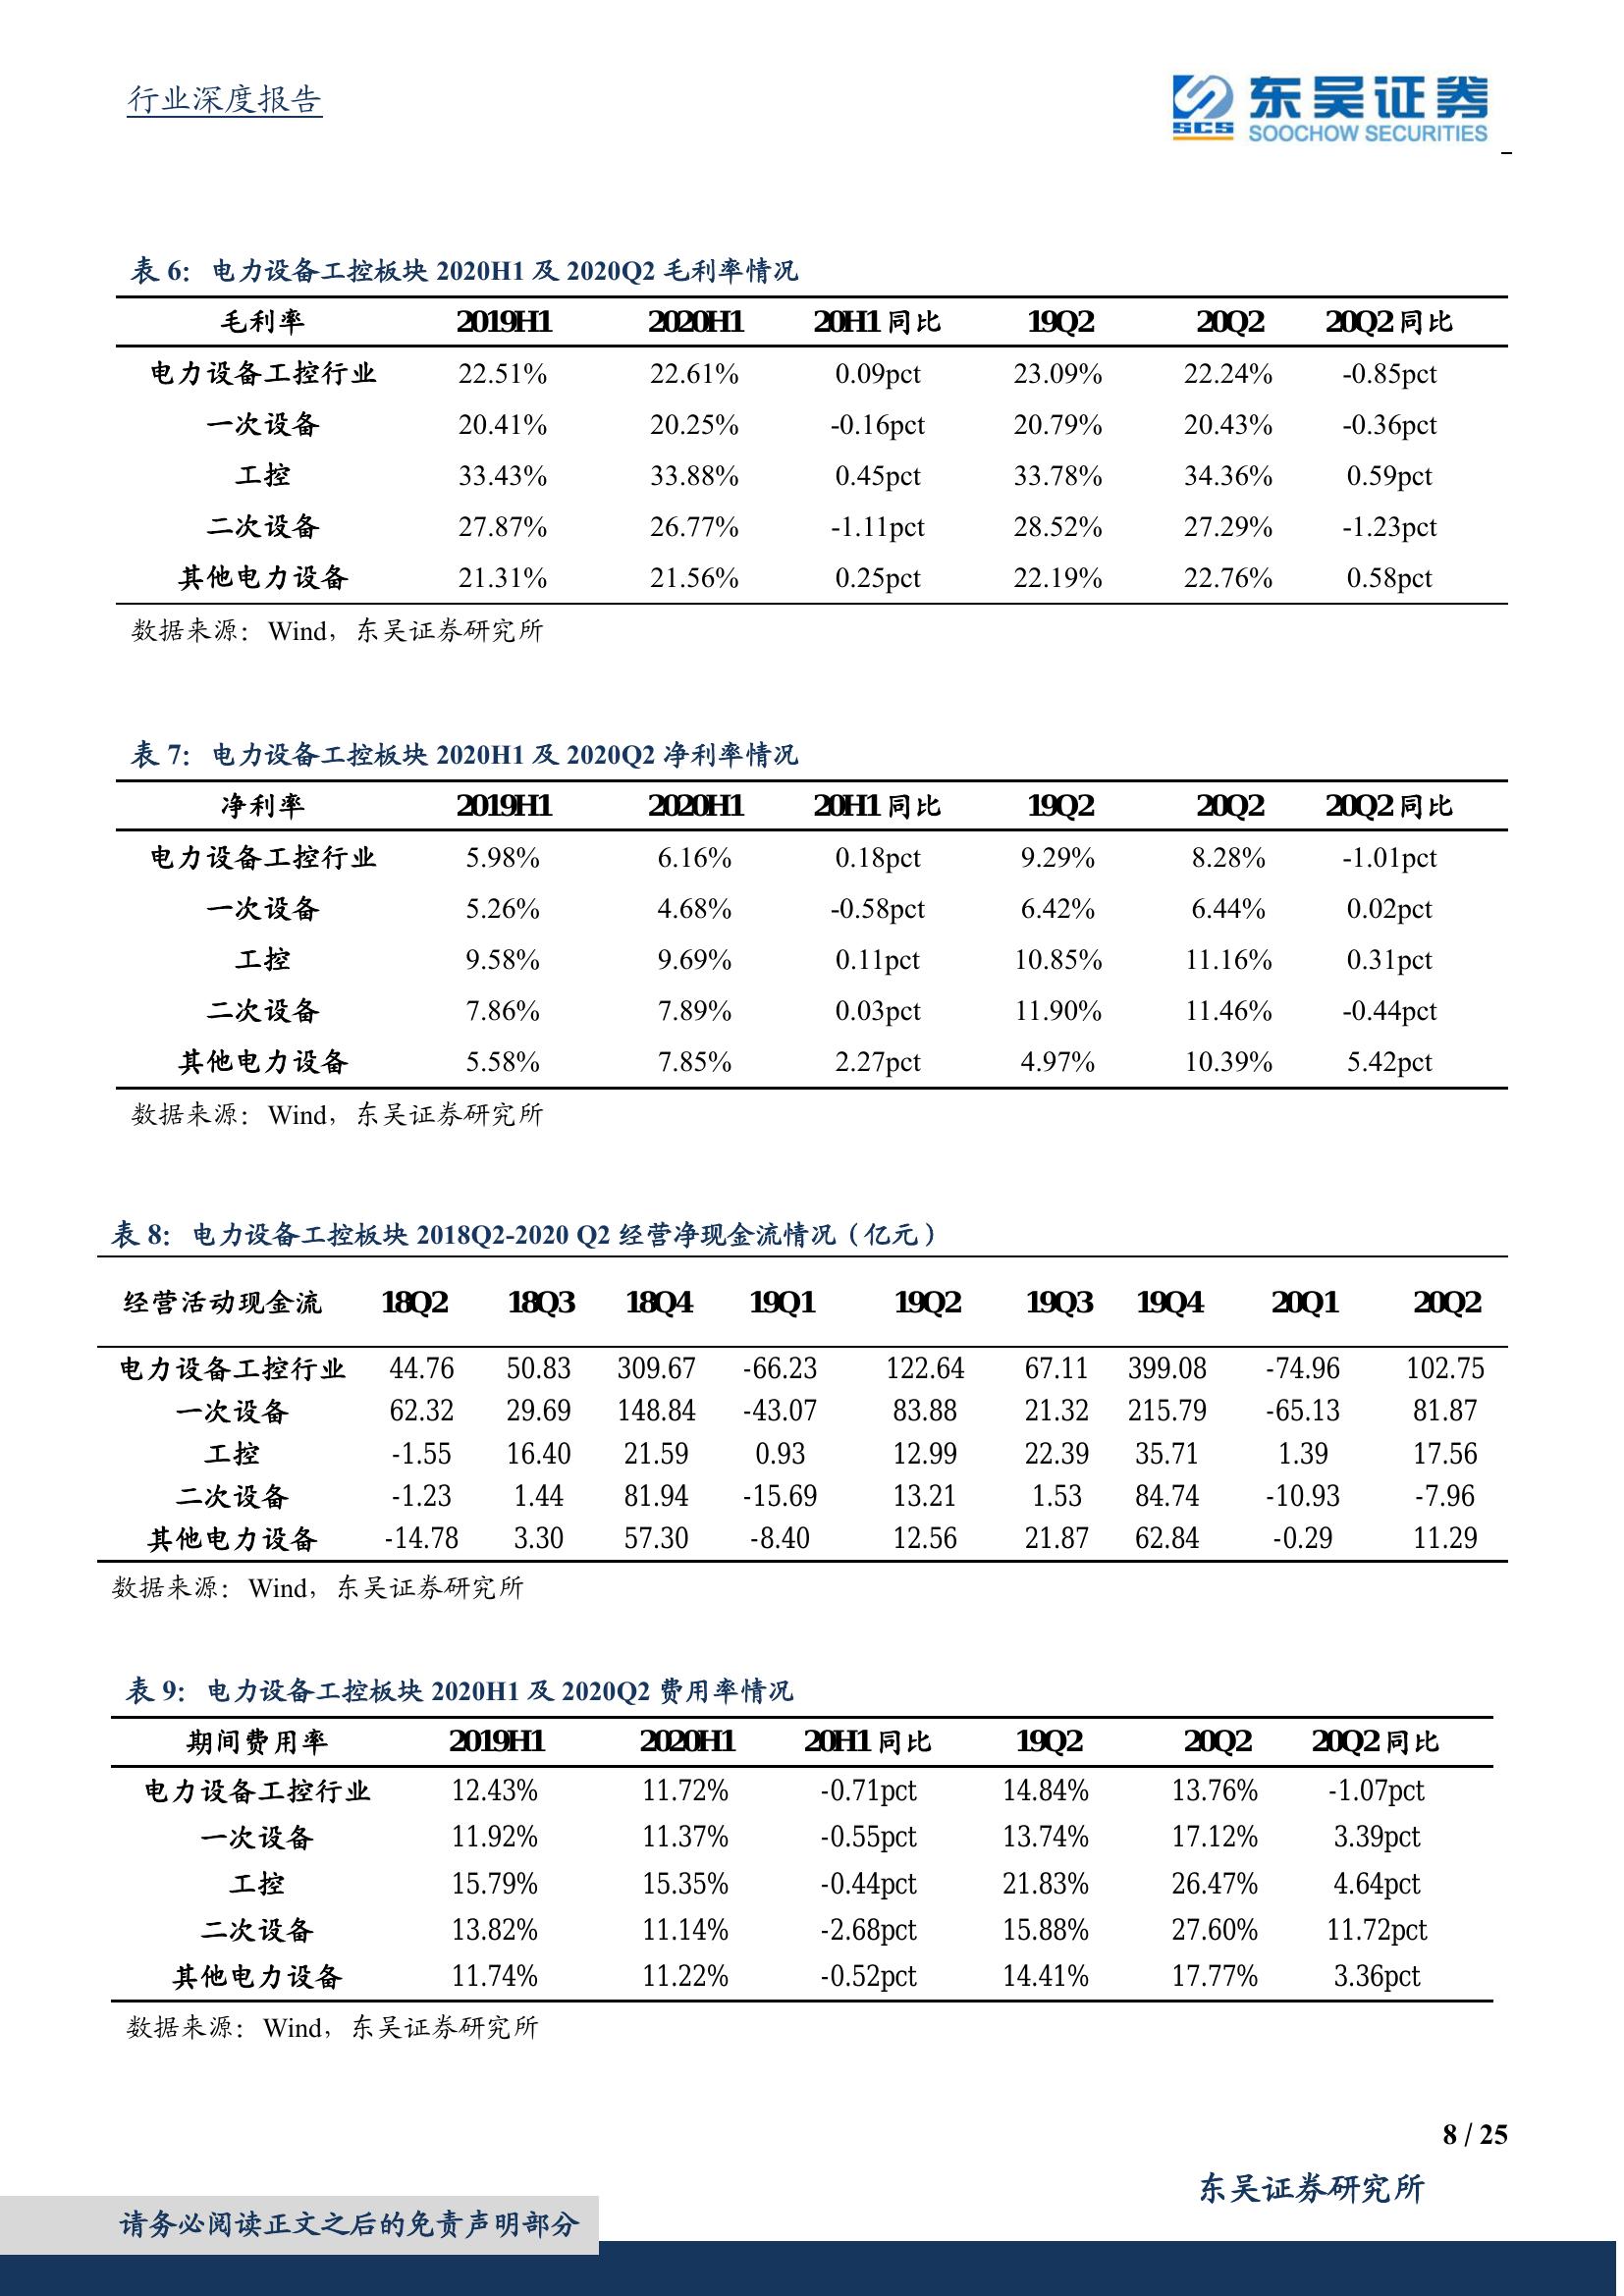 行业深度报告
东吴证券
SCS SOOCHOW SECURITIES
表 6：电力设备工控板块 2020H1 及 2020Q2 毛利率情况
毛利率 2019H1 2020H1 20H1 同比 19Q2 20Q2 20Q2 同比
电力设备工控行业 22.51% 22.61% 0.09pct 23.09% 22.24% -0.85pct
一次设备 20.41% 20.25% -0.16pct 20.79% 20.43% -0.36pct
工控 33.43% 33.88% 0.45pct 33.78% 34.36% 0.59pct
二次设备 27.87% 26.77% -1.11pct 28.52% 27.29% -1.23pct
其他电力设备 21.31% 21.56% 0.25pct 22.19% 22.76% 0.58pct
数据来源：Wind，东吴证券研究所
表 7：电力设备工控板块 2020H1 及 2020Q2 净利率情况
净利率 2019H1 2020H1 20H1 同比 19Q2 20Q2 20Q2 同比
电力设备工控行业 5.98% 6.16% 0.18pct 9.29% 8.28% -1.01pct
一次设备 5.26% 4.68% -0.58pct 6.42% 6.44% 0.02pct
工控 9.58% 9.69% 0.11pct 10.85% 11.16% 0.31pct
二次设备 7.86% 7.89% 0.03pct 11.90% 11.46% -0.44pct
其他电力设备 5.58% 7.85% 2.27pct 4.97% 10.39% 5.42pct
数据来源：Wind，东吴证券研究所
表 8：电力设备工控板块 2018Q2-2020 Q2 经营净现金流情况（亿元）
经营活动现金流 18Q2 18Q3 18Q4 19Q1 19Q2 19Q3 19Q4 20Q1 20Q2
电力设备工控行业 44.76 50.83 309.67 -66.23 122.64 67.11 399.08 -74.96 102.75
一次设备 62.32 29.69 148.84 -43.07 83.88 21.32 215.79 -65.13 81.87
工控 -1.55 16.40 21.59 0.93 12.99 22.39 35.71 1.39 17.56
二次设备 -1.23 1.44 81.94 -15.69 13.21 1.53 84.74 -10.93 -7.96
其他电力设备 -14.78 3.30 57.30 -8.40 12.56 21.87 62.84 -0.29 11.29
数据来源：Wind，东吴证券研究所
表 9：电力设备工控板块 2020H1 及 2020Q2 费用率情况
期间费用率 2019H1 2020H1 20H1 同比 19Q2 20Q2 20Q2 同比
电力设备工控行业 12.43% 11.72% -0.71pct 14.84% 13.76% -1.07pct
一次设备 11.92% 11.37% -0.55pct 13.74% 17.12% 3.39pct
工控 15.79% 15.35% -0.44pct 21.83% 26.47% 4.64pct
二次设备 13.82% 11.14% -2.68pct 15.88% 27.60% 11.72pct
其他电力设备 11.74% 11.22% -0.52pct 14.41% 17.77% 3.36pct
数据来源：Wind，东吴证券研究所
8 / 25
东吴证券研究所
请务必阅读正文之后的免责声明部分